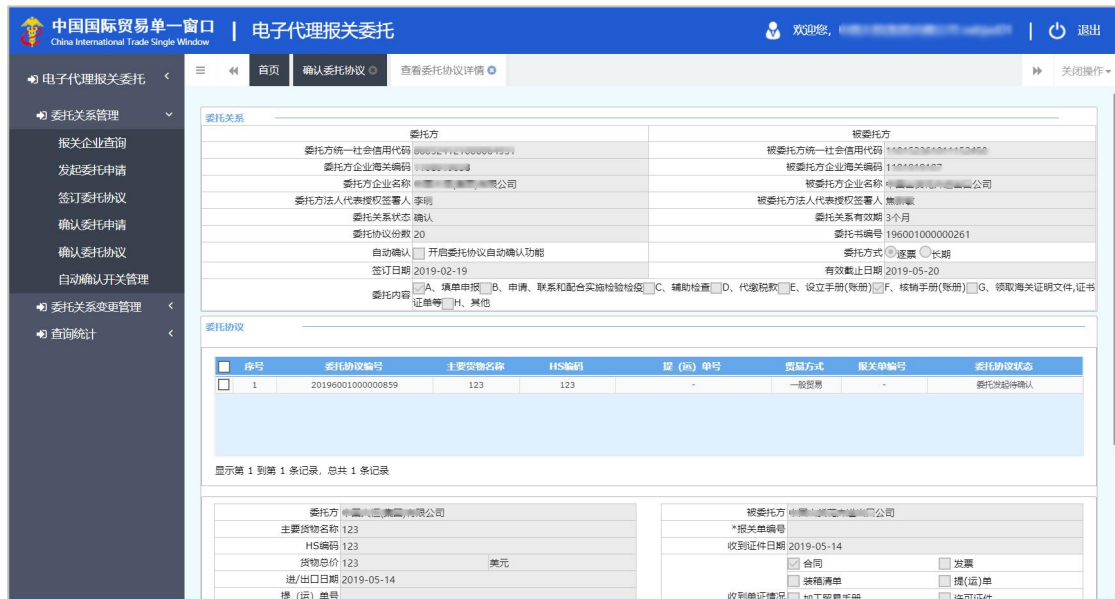 中国国际贸易单一窗口 | 电子代理报关委托
China International Trade Single Window
欢迎您,
退出
电子代理报关委托
首页
确认委托协议
查看委托协议详情
关闭操作
委托关系管理
报关企业查询
发起委托申请
签订委托协议
确认委托申请
确认委托协议
自动确认开关管理
委托关系变更管理
查询统计
委托关系
委托方 被委托方
委托方统一社会信用代码 被委托方统一社会信用代码
委托方企业海关编码 被委托方企业海关编码
委托方企业名称 公司 被委托方企业名称 公司
委托方法人代表授权签署人 李明 被委托方法人代表授权签署人
委托关系状态 确认 委托关系有效期 3个月
委托协议份数 20 委托书编号 196001000000261
自动确认 开启委托协议自动确认功能 委托方式 逐票 长期
签订日期 2019-02-19 有效截止日期 2019-05-20
委托内容 A、填单申报 B、申请、联系和配合实施检验检疫 C、辅助检查 D、代缴税款 E、设立手册(账册) F、核销手册(账册) G、领取海关证明文件,证书
证单等 H、其他
委托协议
序号 委托协议编号 主要货物名称 HS编码 提 (运) 单号 贸易方式 报关单编号 委托协议状态
1 20196001000000859 123 123 - 一般贸易 - 委托发起待确认
显示第 1 到第 1 条记录, 总共 1 条记录
委托方 有限公司 被委托方 公司
主要货物名称 123 *报关单编号
HS编码 123 收到证件日期 2019-05-14
货物总价 123 美元 合同 发票
进/出口日期 2019-05-14 装箱清单 提(运)单
提 (运) 单号 收到单证情况 加工贸易手册 许可证件